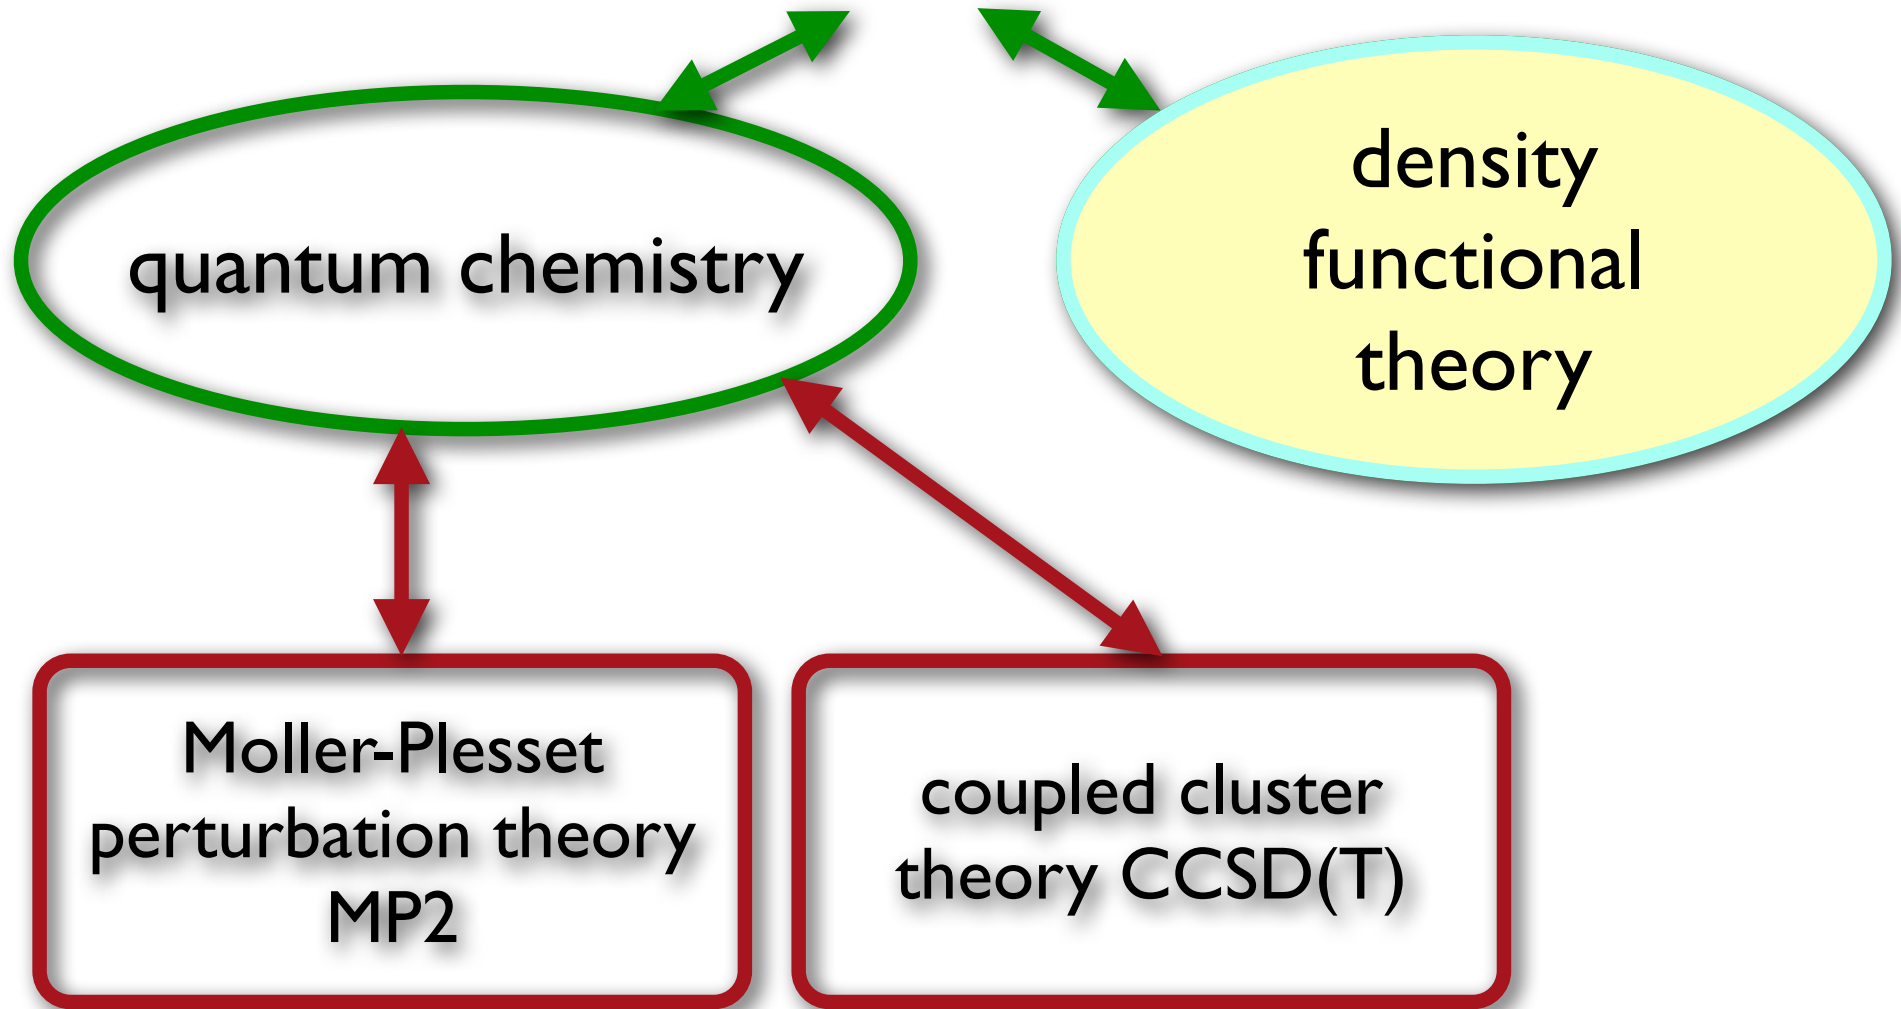 quantum chemistry
density
functional
theory
Moller-Plesset
perturbation theory
MP2
coupled cluster
theory CCSD(T)